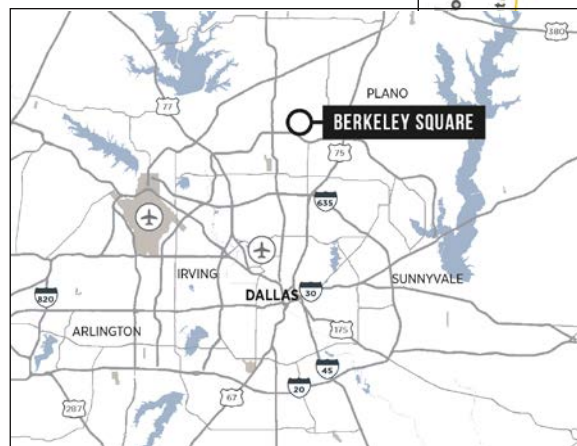 380
77
PLANO
BERKELEY SQUARE
75
635
IRVING
SUNNYVALE
DALLAS
30
820
ARLINGTON
175
45
20
67
287